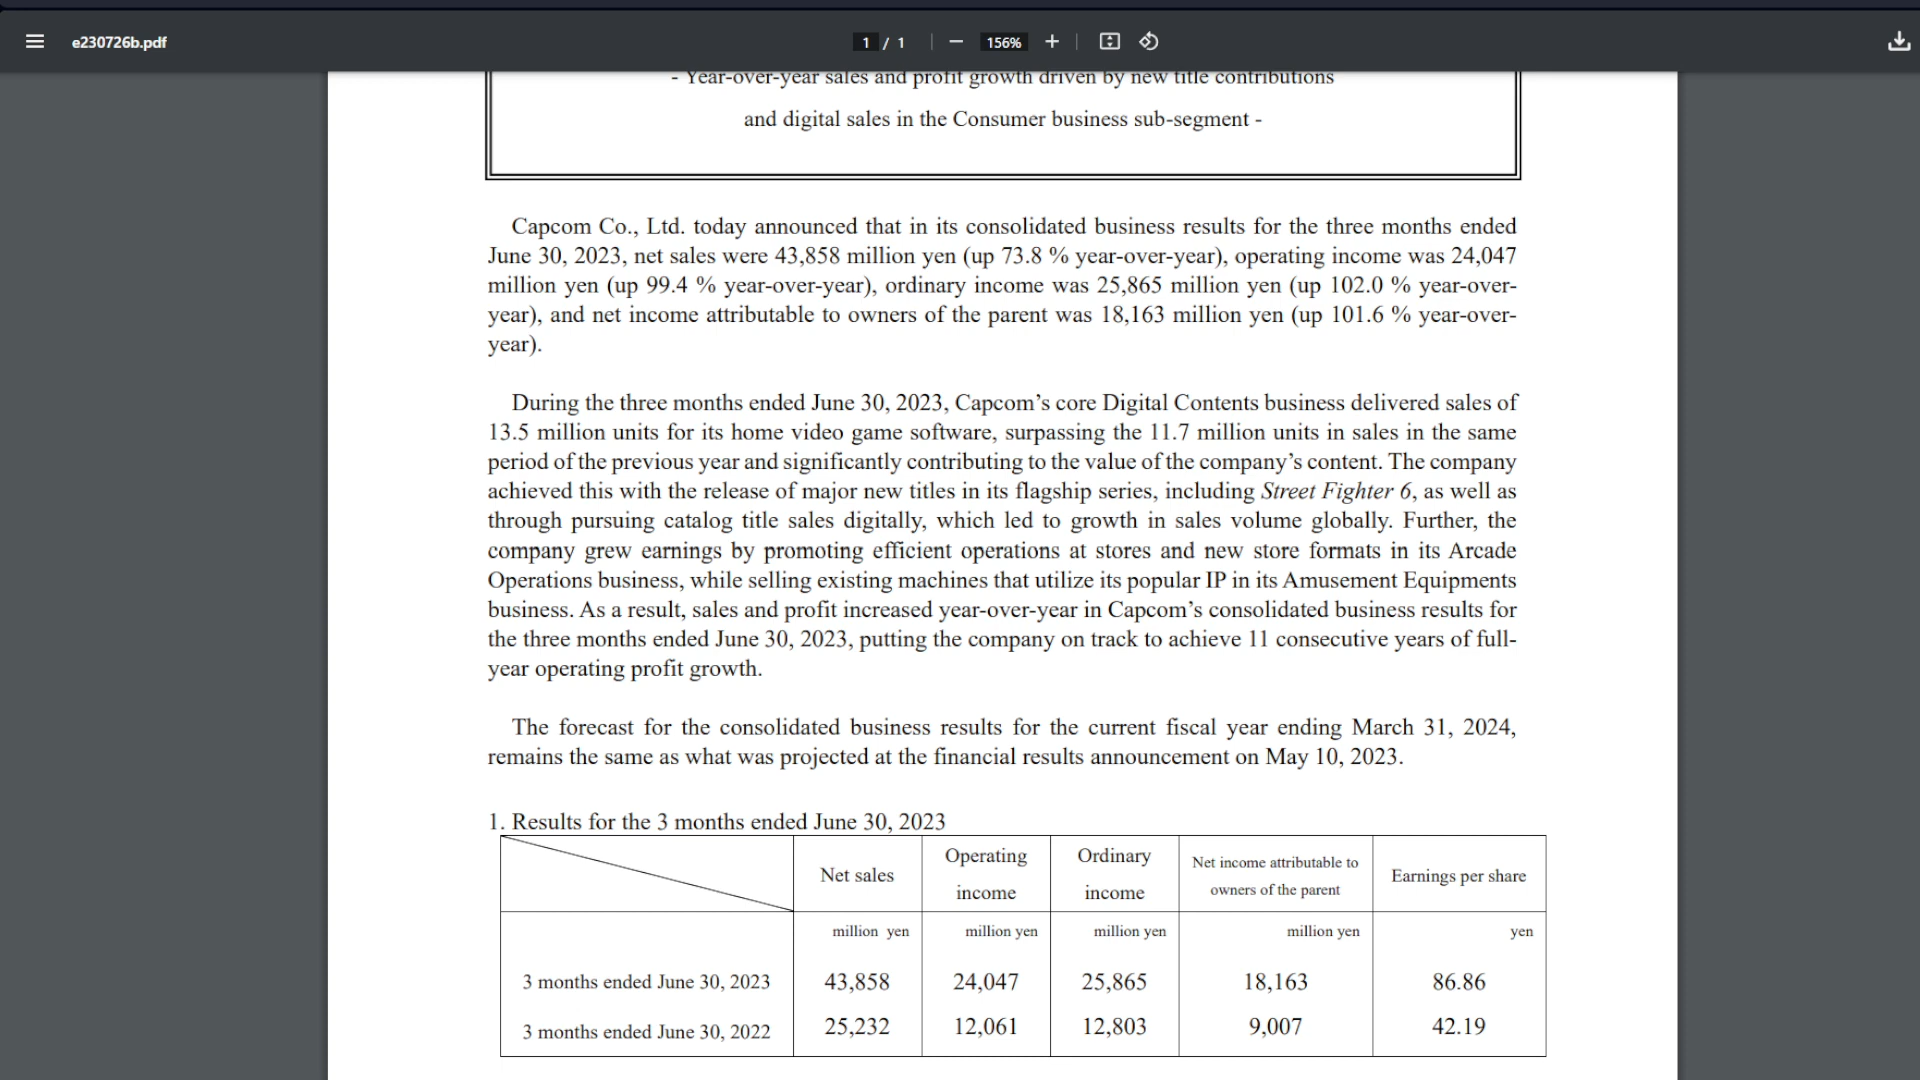 e230726b.pdf
1 / 1
156%
- Year-over-year sales and profit growth driven by new title contributions
and digital sales in the Consumer business sub-segment -
Capcom Co., Ltd. today announced that in its consolidated business results for the three months ended
June 30, 2023, net sales were 43,858 million yen (up 73.8 % year-over-year), operating income was 24,047
million yen (up 99.4 % year-over-year), ordinary income was 25,865 million yen (up 102.0 % year-over-
year), and net income attributable to owners of the parent was 18,163 million yen (up 101.6 % year-over-
year).
During the three months ended June 30, 2023, Capcom’s core Digital Contents business delivered sales of
13.5 million units for its home video game software, surpassing the 11.7 million units in sales in the same
period of the previous year and significantly contributing to the value of the company’s content. The company
achieved this with the release of major new titles in its flagship series, including Street Fighter 6, as well as
through pursuing catalog title sales digitally, which led to growth in sales volume globally. Further, the
company grew earnings by promoting efficient operations at stores and new store formats in its Arcade
Operations business, while selling existing machines that utilize its popular IP in its Amusement Equipments
business. As a result, sales and profit increased year-over-year in Capcom’s consolidated business results for
the three months ended June 30, 2023, putting the company on track to achieve 11 consecutive years of full-
year operating profit growth.
The forecast for the consolidated business results for the current fiscal year ending March 31, 2024,
remains the same as what was projected at the financial results announcement on May 10, 2023.
1. Results for the 3 months ended June 30, 2023
Net sales
Operating
income
Ordinary
income
Net income attributable to
owners of the parent
Earnings per share
million yen million yen million yen million yen yen
3 months ended June 30, 2023 43,858 24,047 25,865 18,163 86.86
3 months ended June 30, 2022 25,232 12,061 12,803 9,007 42.19